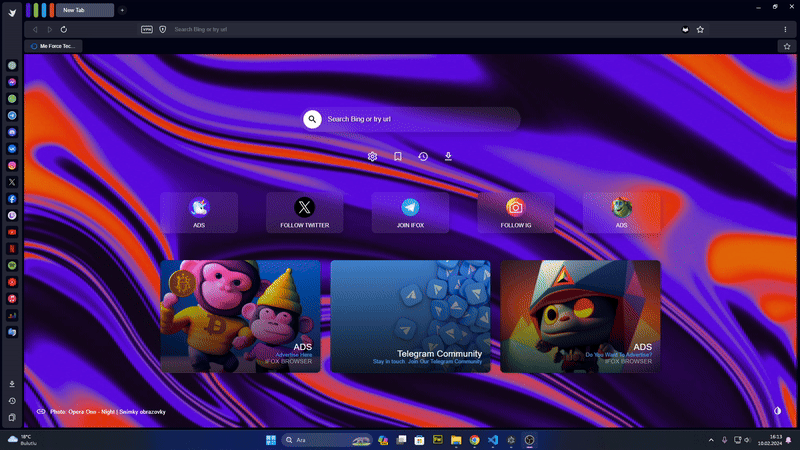 New Tab
VPN
Search Bing or try url
Me Force Tec...
Search Bing or try url
ADS
FOLLOW TWITTER
JOIN IFOX
FOLLOW IG
ADS
ADS
Advertise Here
IFOX BROWSER
Telegram Community
Stay in touch. Join Our Telegram Community
ADS
Do You Want To Advertise?
IFOX BROWSER
Photo: Opera One - Night | Snímky obrazovky
18°C
Bulutlu
Ara
16:13
10.02.2024